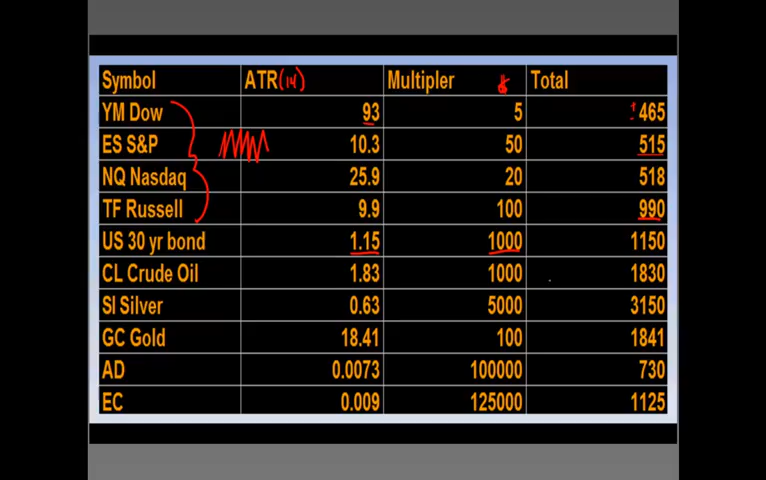 Symbol ATR (14) Multipler $ Total
YM Dow 93 5 465
ES S&P 10.3 50 515
NQ Nasdaq 25.9 20 518
TF Russell 9.9 100 990
US 30 yr bond 1.15 1000 1150
CL Crude Oil 1.83 1000 1830
SI Silver 0.63 5000 3150
GC Gold 18.41 100 1841
AD 0.0073 100000 730
EC 0.009 125000 1125